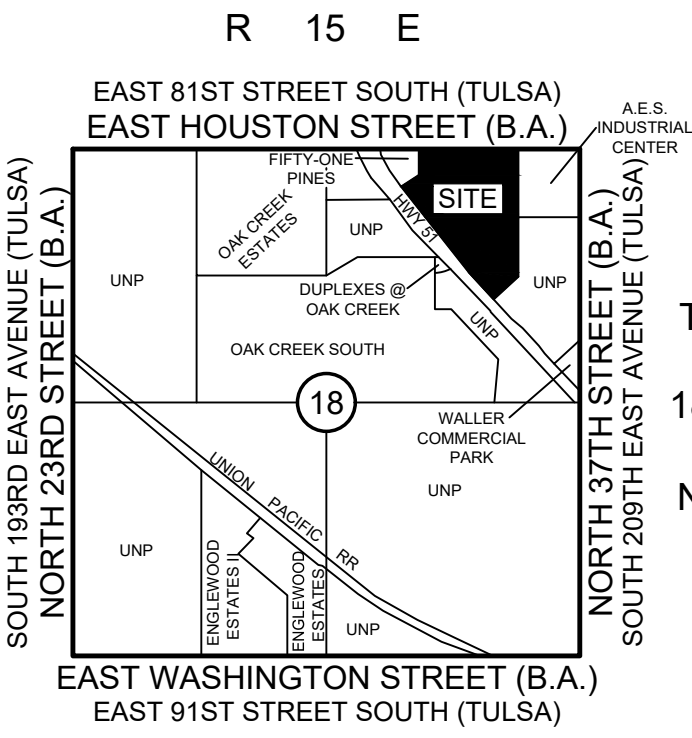 R 15 E
EAST 81ST STREET SOUTH (TULSA)
EAST HOUSTON STREET (B.A.)
A.E.S.
INDUSTRIAL
CENTER
FIFTY-ONE
PINES
SITE
HWY 51
OAK CREEK
ESTATES
UNP
UNP
UNP
DUPLEXES @
OAK CREEK
UNP
OAK CREEK SOUTH
SOUTH 193RD EAST AVENUE (TULSA)
NORTH 23RD STREET (B.A.)
NORTH 37TH STREET (B.A.)
SOUTH 209TH EAST AVENUE (TULSA)
T
18
N
18
WALLER
COMMERCIAL
PARK
UNION PACIFIC RR
UNP
UNP
ENGLEWOOD
ESTATES II
ENGLEWOOD
ESTATES
UNP
EAST WASHINGTON STREET (B.A.)
EAST 91ST STREET SOUTH (TULSA)